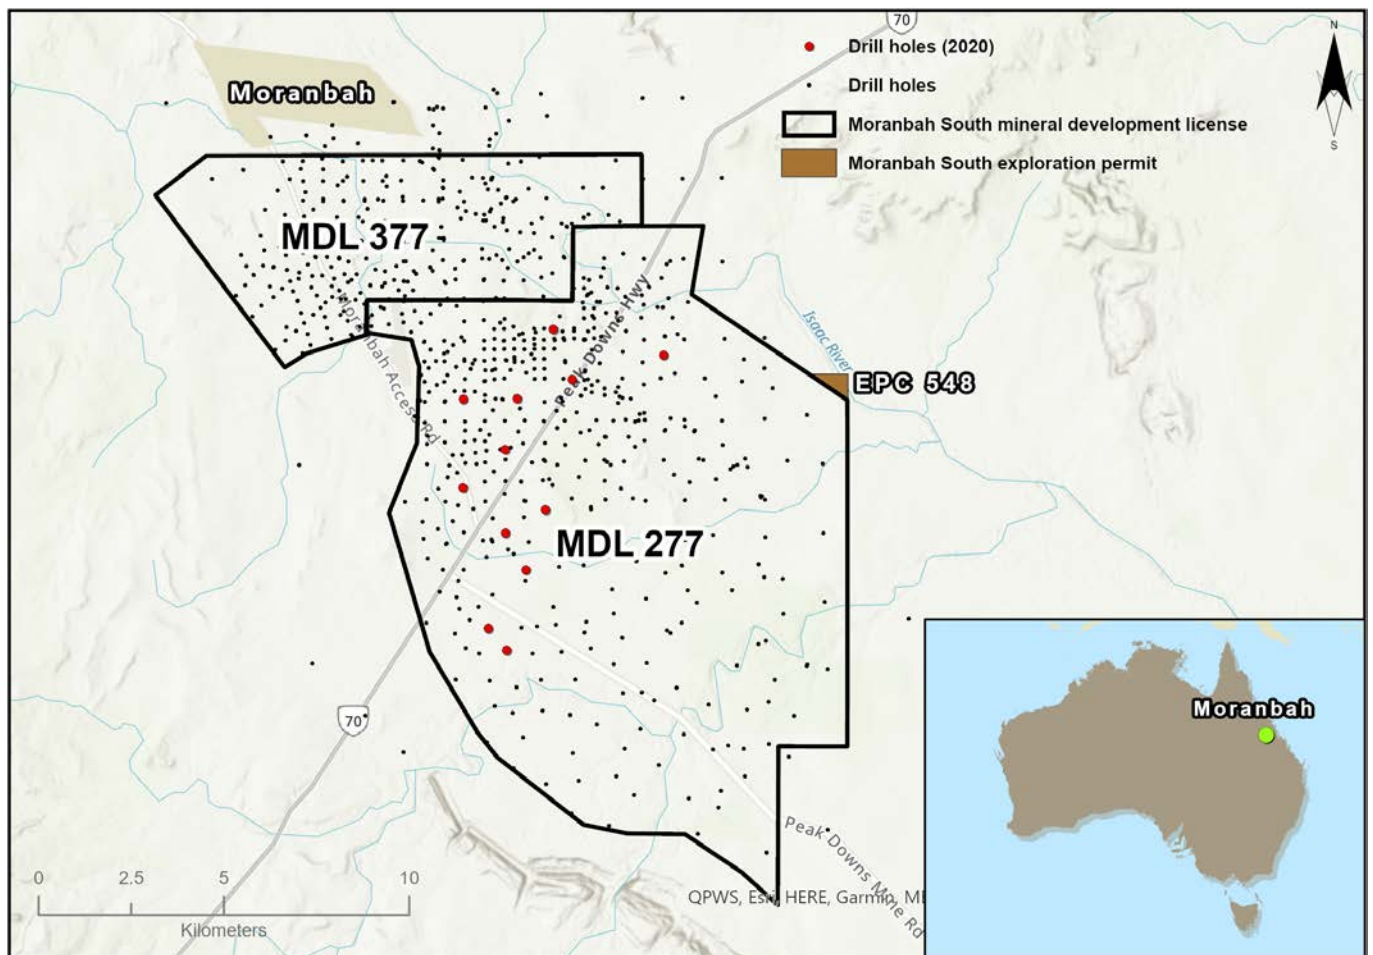 70
N
Drill holes (2020)
Moranbah
Drill holes
Moranbah South mineral development license
S
Moranbah South exploration permit
MDL 377
Peak Downs Hwy
Moranbah Access Rd
Isaac River
EPC 548
MDL 277
Moranbah
70
Peak Downs Mine Rd
0 2.5 5 10
Kilometers
QPWS, Esri, HERE, Garmin,